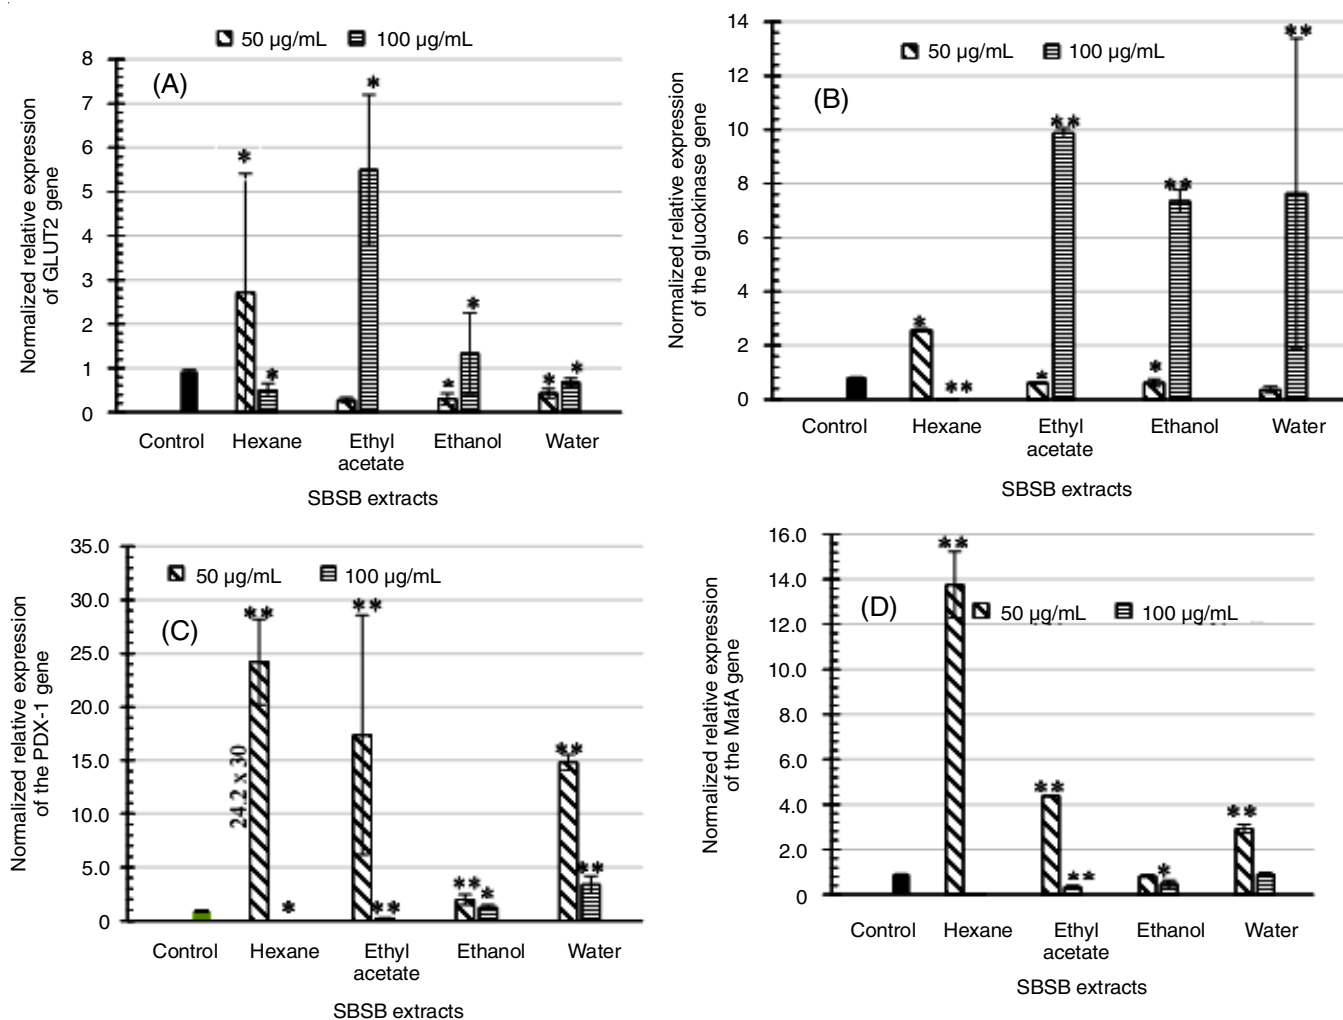 50 µg/mL 100 µg/mL
(A)
Normalized relative expression
of GLUT2 gene
8
7
6
5
4
3
2
1
0
* * * * * * *
Control Hexane Ethyl acetate Ethanol Water
SBSB extracts
50 µg/mL 100 µg/mL
(B)
Normalized relative expression
of the glucokinase gene
14
12
10
8
6
4
2
0
* ** * ** * ** **
Control Hexane Ethyl acetate Ethanol Water
SBSB extracts
50 µg/mL 100 µg/mL
(C)
Normalized relative expression
of the PDX-1 gene
35.0
30.0
25.0
20.0
15.0
10.0
5.0
0
24.2 x 30
** * ** ** ** * ** **
Control Hexane Ethyl acetate Ethanol Water
SBSB extracts
50 µg/mL 100 µg/mL
(D)
Normalized relative expression
of the MafA gene
16.0
14.0
12.0
10.0
8.0
6.0
4.0
2.0
0
** ** ** * **
Control Hexane Ethyl acetate Ethanol Water
SBSB extracts